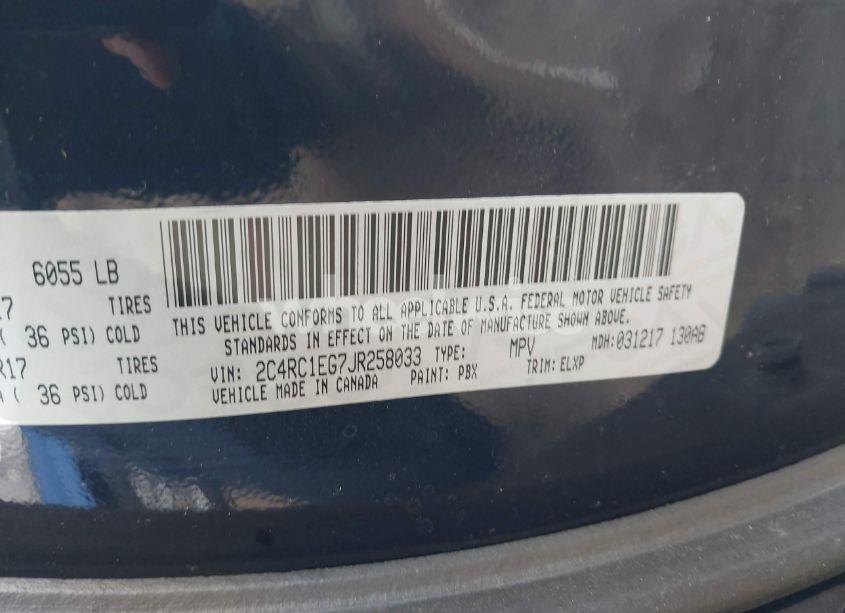 6055 LB
TIRES
( 36 PSI) COLD
R17 TIRES
( 36 PSI) COLD
THIS VEHICLE CONFORMS TO ALL APPLICABLE U.S.A. FEDERAL MOTOR VEHICLE SAFETY
STANDARDS IN EFFECT ON THE DATE OF MANUFACTURE SHOWN ABOVE.
VIN: 2C4RC1EG7JR258033 TYPE: MPV MDH: 031217 130AB
VEHICLE MADE IN CANADA PAINT: PBX TRIM: ELXP